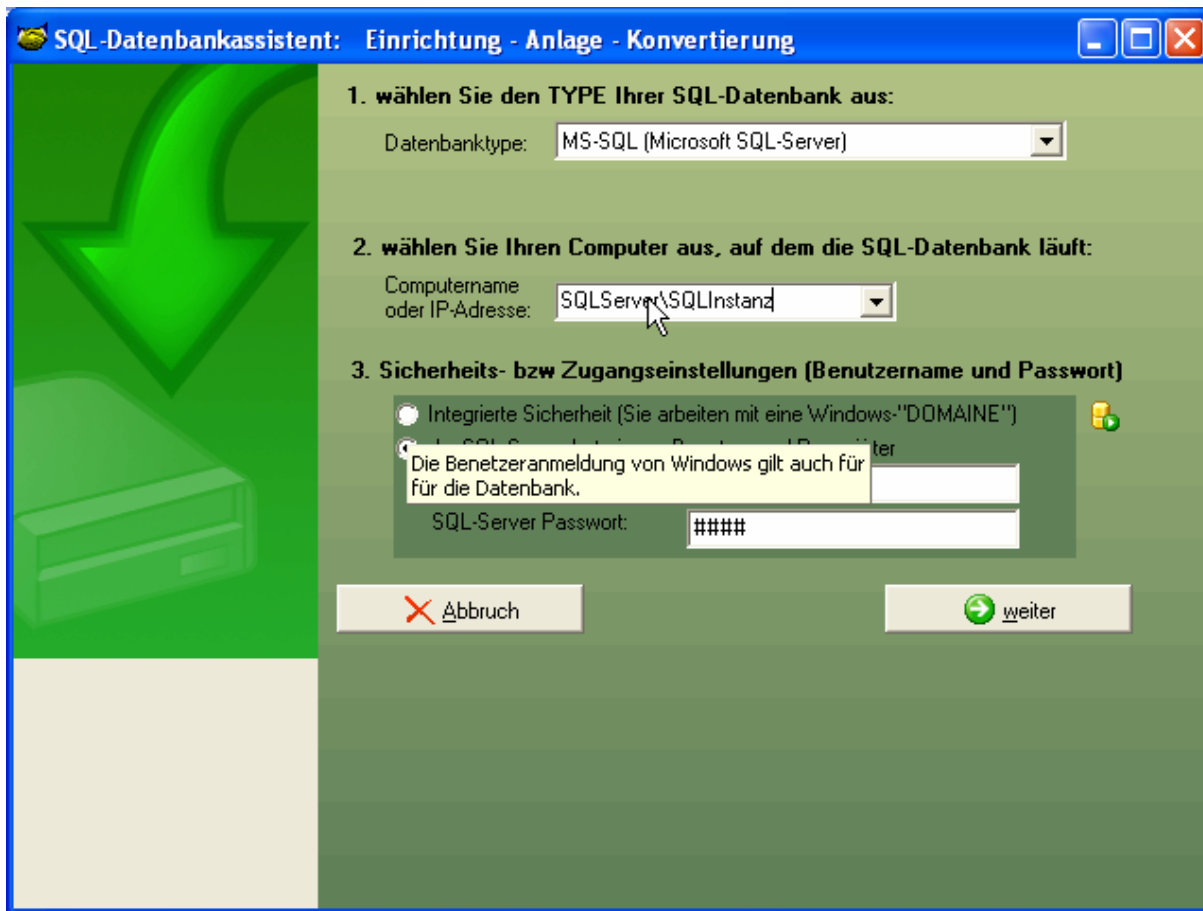 SQL-Datenbankassistent: Einrichtung - Anlage - Konvertierung
1. wählen Sie den TYPE Ihrer SQL-Datenbank aus:
Datenbanktype: MS-SQL (Microsoft SQL-Server)
2. wählen Sie Ihren Computer aus, auf dem die SQL-Datenbank läuft:
Computername
oder IP-Adresse: SQLServer\SQLInstanz
3. Sicherheits- bzw Zugangseinstellungen (Benutzername und Passwort)
Integrierte Sicherheit (Sie arbeiten mit eine Windows-"DOMAINE")
Die Benetzeranmeldung von Windows gilt auch für
für die Datenbank.
SQL-Server Passwort: ####
Abbruch weiter